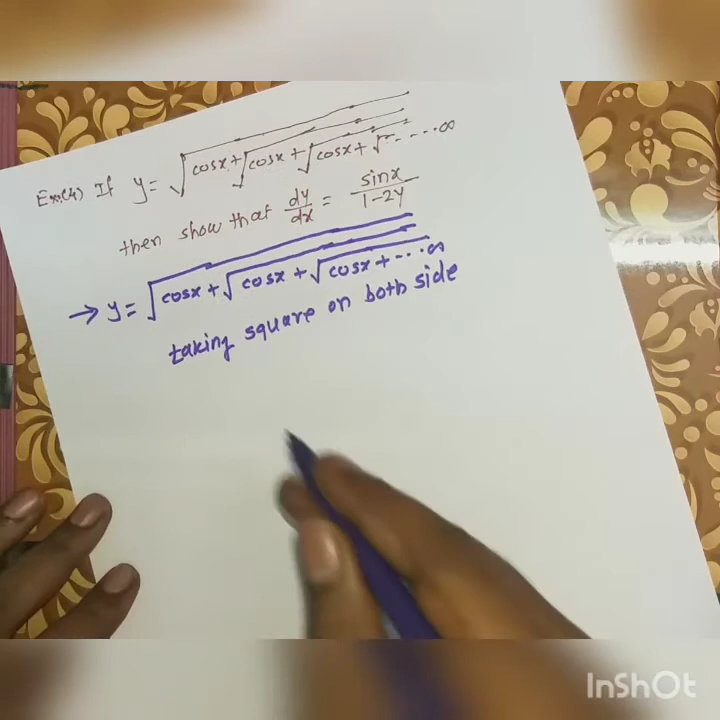 Ex.(4) If y = √cosx + √cosx + √cosx + √- - - - ∞
then show that dy/dx = sinx/1-2y
→ y = √cosx + √cosx + √cosx + - - . . ∞
taking square on both side
InShOt